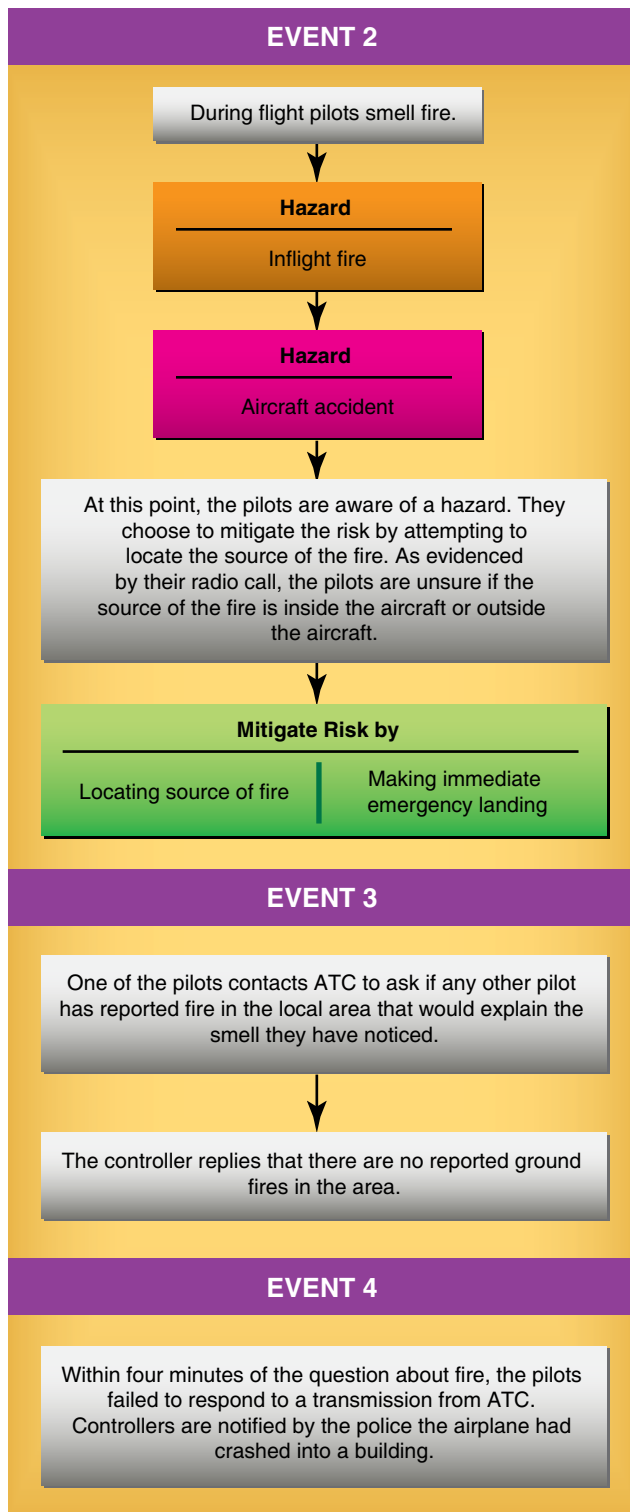 EVENT 2
During flight pilots smell fire.
Hazard
Inflight fire
Hazard
Aircraft accident
At this point, the pilots are aware of a hazard. They
choose to mitigate the risk by attempting to
locate the source of the fire. As evidenced
by their radio call, the pilots are unsure if the
source of the fire is inside the aircraft or outside
the aircraft.
Mitigate Risk by
Locating source of fire
Making immediate
emergency landing
EVENT 3
One of the pilots contacts ATC to ask if any other pilot
has reported fire in the local area that would explain the
smell they have noticed.
The controller replies that there are no reported ground
fires in the area.
EVENT 4
Within four minutes of the question about fire, the pilots
failed to respond to a transmission from ATC.
Controllers are notified by the police the airplane had
crashed into a building.